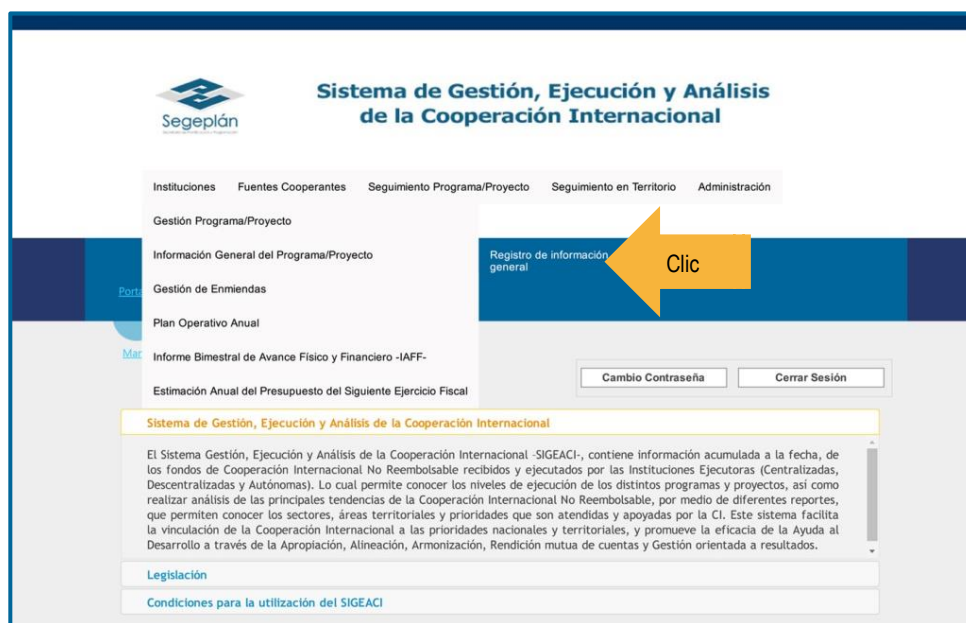 Sistema de Gestión, Ejecución y Análisis
de la Cooperación Internacional
Segeplán
Instituciones Fuentes Cooperantes Seguimiento Programa/Proyecto Seguimiento en Territorio Administración
Gestión Programa/Proyecto
Información General del Programa/Proyecto
Registro de información
general
Clic
Gestión de Enmiendas
Porta
Plan Operativo Anual
Man
Informe Bimestral de Avance Físico y Financiero -IAFF-
Cambio Contraseña Cerrar Sesión
Estimación Anual del Presupuesto del Siguiente Ejercicio Fiscal
Sistema de Gestión, Ejecución y Análisis de la Cooperación Internacional
El Sistema Gestión, Ejecución y Análisis de la Cooperación Internacional -SIGEACI-, contiene información acumulada a la fecha, de
los fondos de Cooperación Internacional No Reembolsable recibidos y ejecutados por las Instituciones Ejecutoras (Centralizadas,
Descentralizadas y Autónomas). Lo cual permite conocer los niveles de ejecución de los distintos programas y proyectos, así como
realizar análisis de las principales tendencias de la Cooperación Internacional No Reembolsable, por medio de diferentes reportes,
que permiten conocer los sectores, áreas territoriales y prioridades que son atendidas y apoyadas por la CI. Este sistema facilita
la vinculación de la Cooperación Internacional a las prioridades nacionales y territoriales, y promueve la eficacia de la Ayuda al
Desarrollo a través de la Apropiación, Alineación, Armonización, Rendición mutua de cuentas y Gestión orientada a resultados.
Legislación
Condiciones para la utilización del SIGEACI